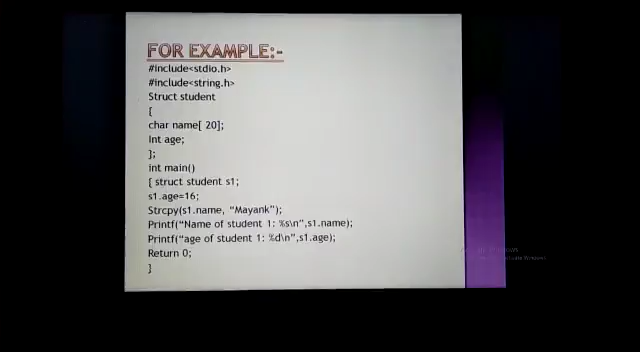 FOR EXAMPLE:-
#include<stdio.h>
#include<string.h>
Struct student
{
char name[ 20];
Int age;
};
int main()
{ struct student s1;
s1.age=16;
Strcpy(s1.name, “Mayank”);
Printf(“Name of student 1: %s\n”,s1.name);
Printf(“age of student 1: %d\n”,s1.age);
Return 0;
}
Windows
Windows